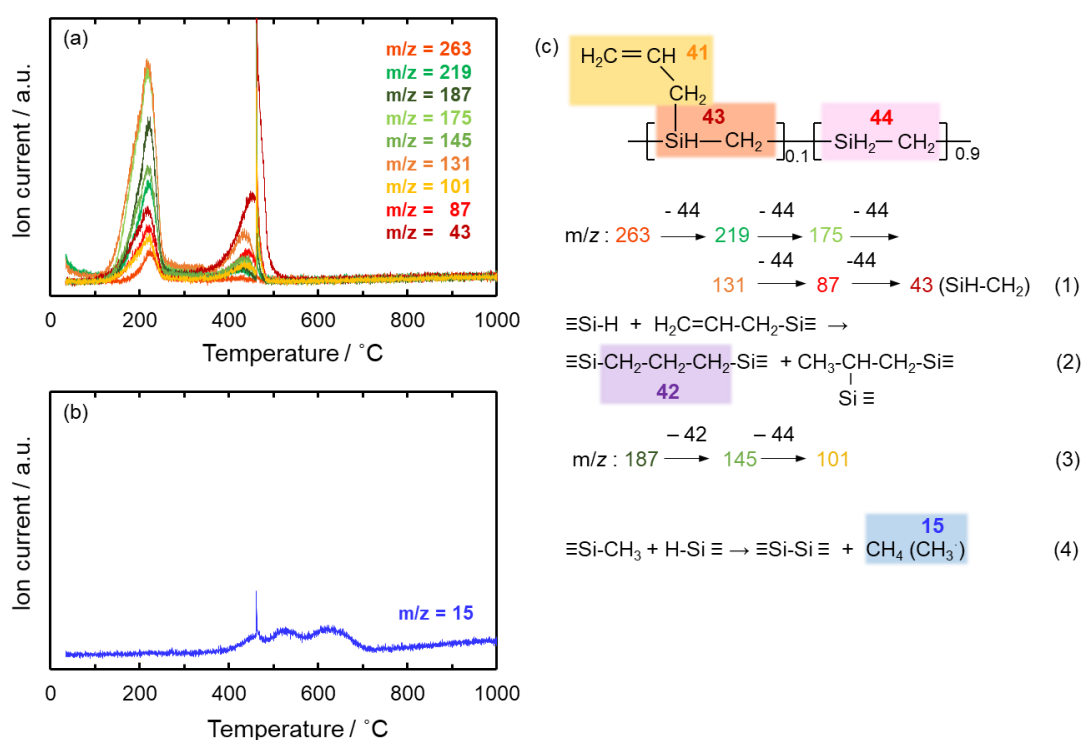 (a)
Ion current / a.u.
m/z = 263
m/z = 219
m/z = 187
m/z = 175
m/z = 145
m/z = 131
m/z = 101
m/z = 87
m/z = 43
0 200 400 600 800 1000
Temperature / ˚C
(b)
Ion current / a.u.
m/z = 15
0 200 400 600 800 1000
Temperature / ˚C
(c)
H₂C=CH 41
CH₂
43 44
[SiH—CH₂]0.1 [SiH₂—CH₂]0.9
- 44 - 44 - 44
m/z : 263 → 219 → 175 →
-44 -44
131 → 87 → 43 (SiH-CH₂) (1)
≡Si-H + H₂C=CH-CH₂-Si≡ →
≡Si-CH₂-CH₂-CH₂-Si≡ + CH₃-CH-CH₂-Si≡ (2)
42 Si ≡
– 42 – 44
m/z : 187 → 145 → 101 (3)
15
≡Si-CH₃ + H-Si ≡ → ≡Si-Si ≡ + CH₄ (CH₃·) (4)